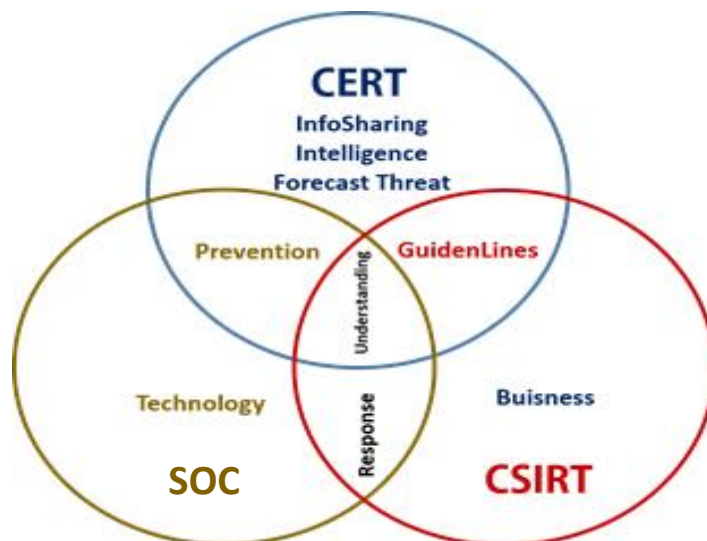 CERT
InfoSharing
Intelligence
Forecast Threat
Prevention
GuidenLines
Understanding
Technology
Response
Buisness
SOC
CSIRT